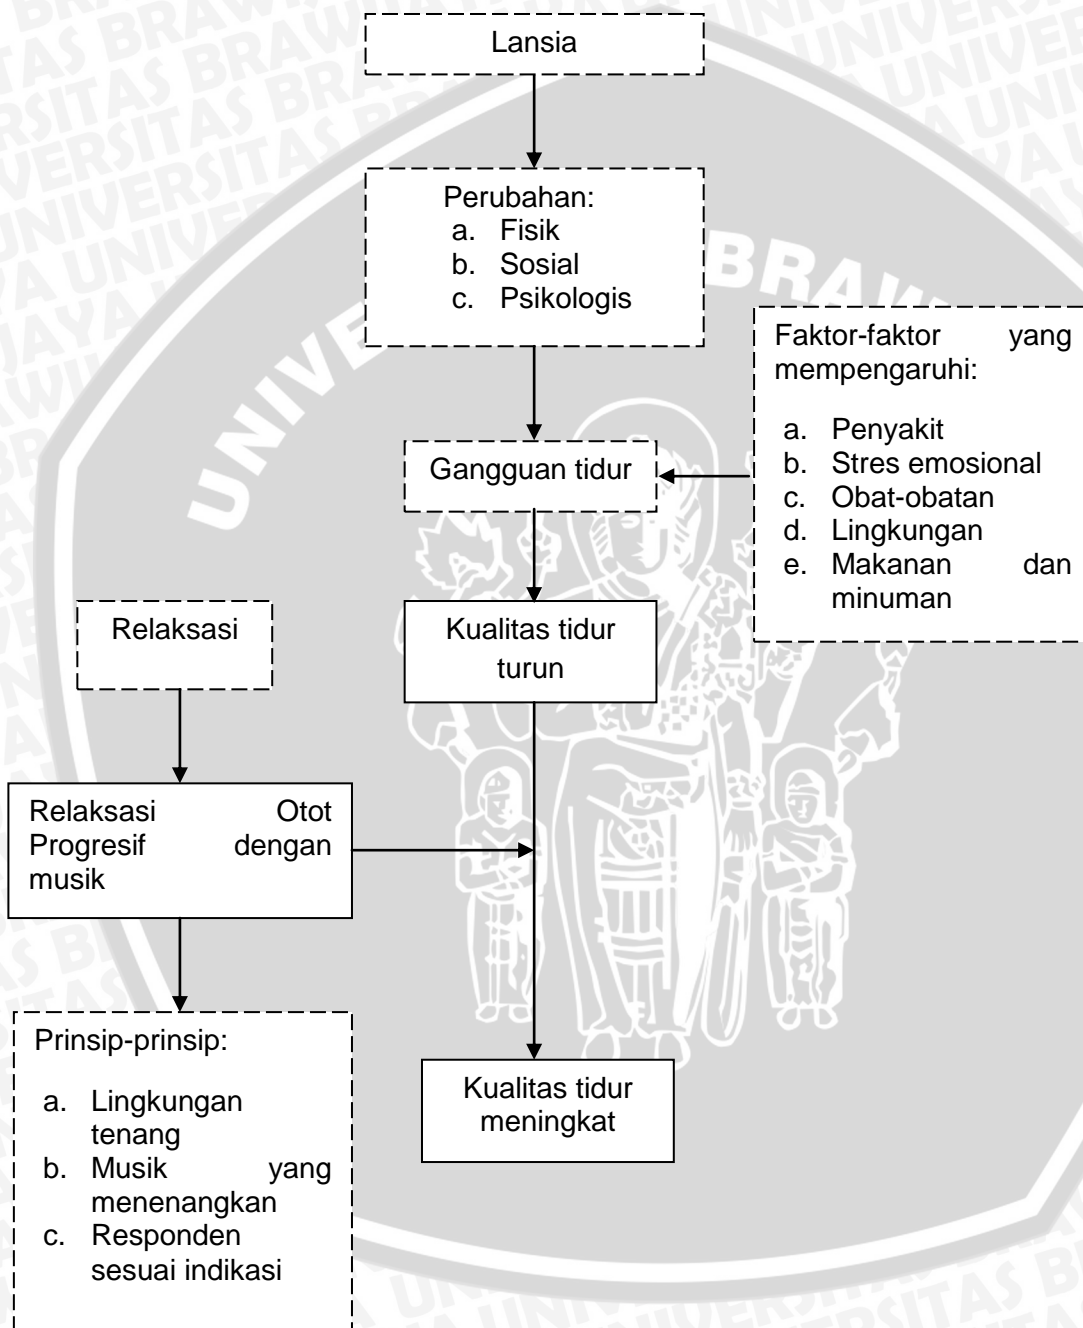 Lansia
Perubahan:
a. Fisik
b. Sosial
c. Psikologis
Faktor-faktor yang
mempengaruhi:
a. Penyakit
b. Stres emosional
c. Obat-obatan
d. Lingkungan
e. Makanan dan
minuman
Gangguan tidur
Relaksasi
Kualitas tidur
turun
Relaksasi Otot
Progresif dengan
musik
Prinsip-prinsip:
a. Lingkungan
tenang
b. Musik yang
menenangkan
c. Responden
sesuai indikasi
Kualitas tidur
meningkat